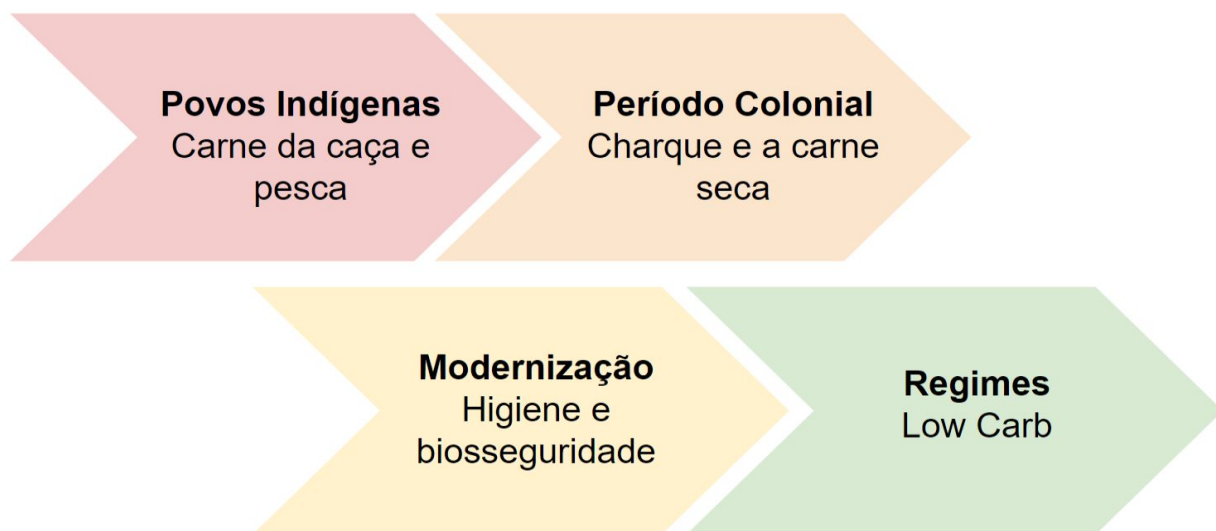 Povos Indígenas
Carne da caça e
pesca
Período Colonial
Charque e a carne
seca
Modernização
Higiene e
biosseguridade
Regimes
Low Carb